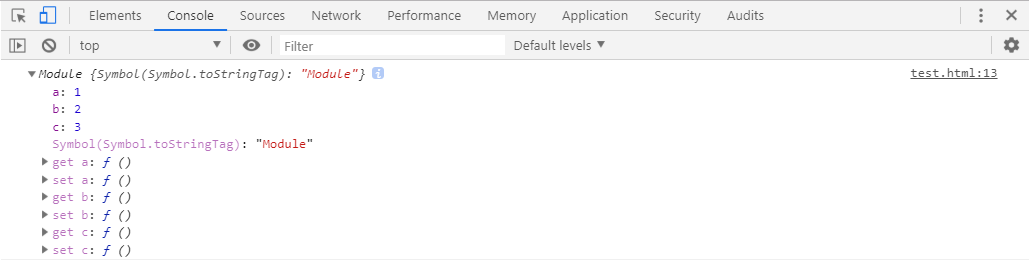 Elements Console Sources Network Performance Memory Application Security Audits
top Filter Default levels
Module {Symbol(Symbol.toStringTag): "Module"} i test.html:13
a: 1
b: 2
c: 3
Symbol(Symbol.toStringTag): "Module"
get a: ƒ ()
set a: ƒ ()
get b: ƒ ()
set b: ƒ ()
get c: ƒ ()
set c: ƒ ()